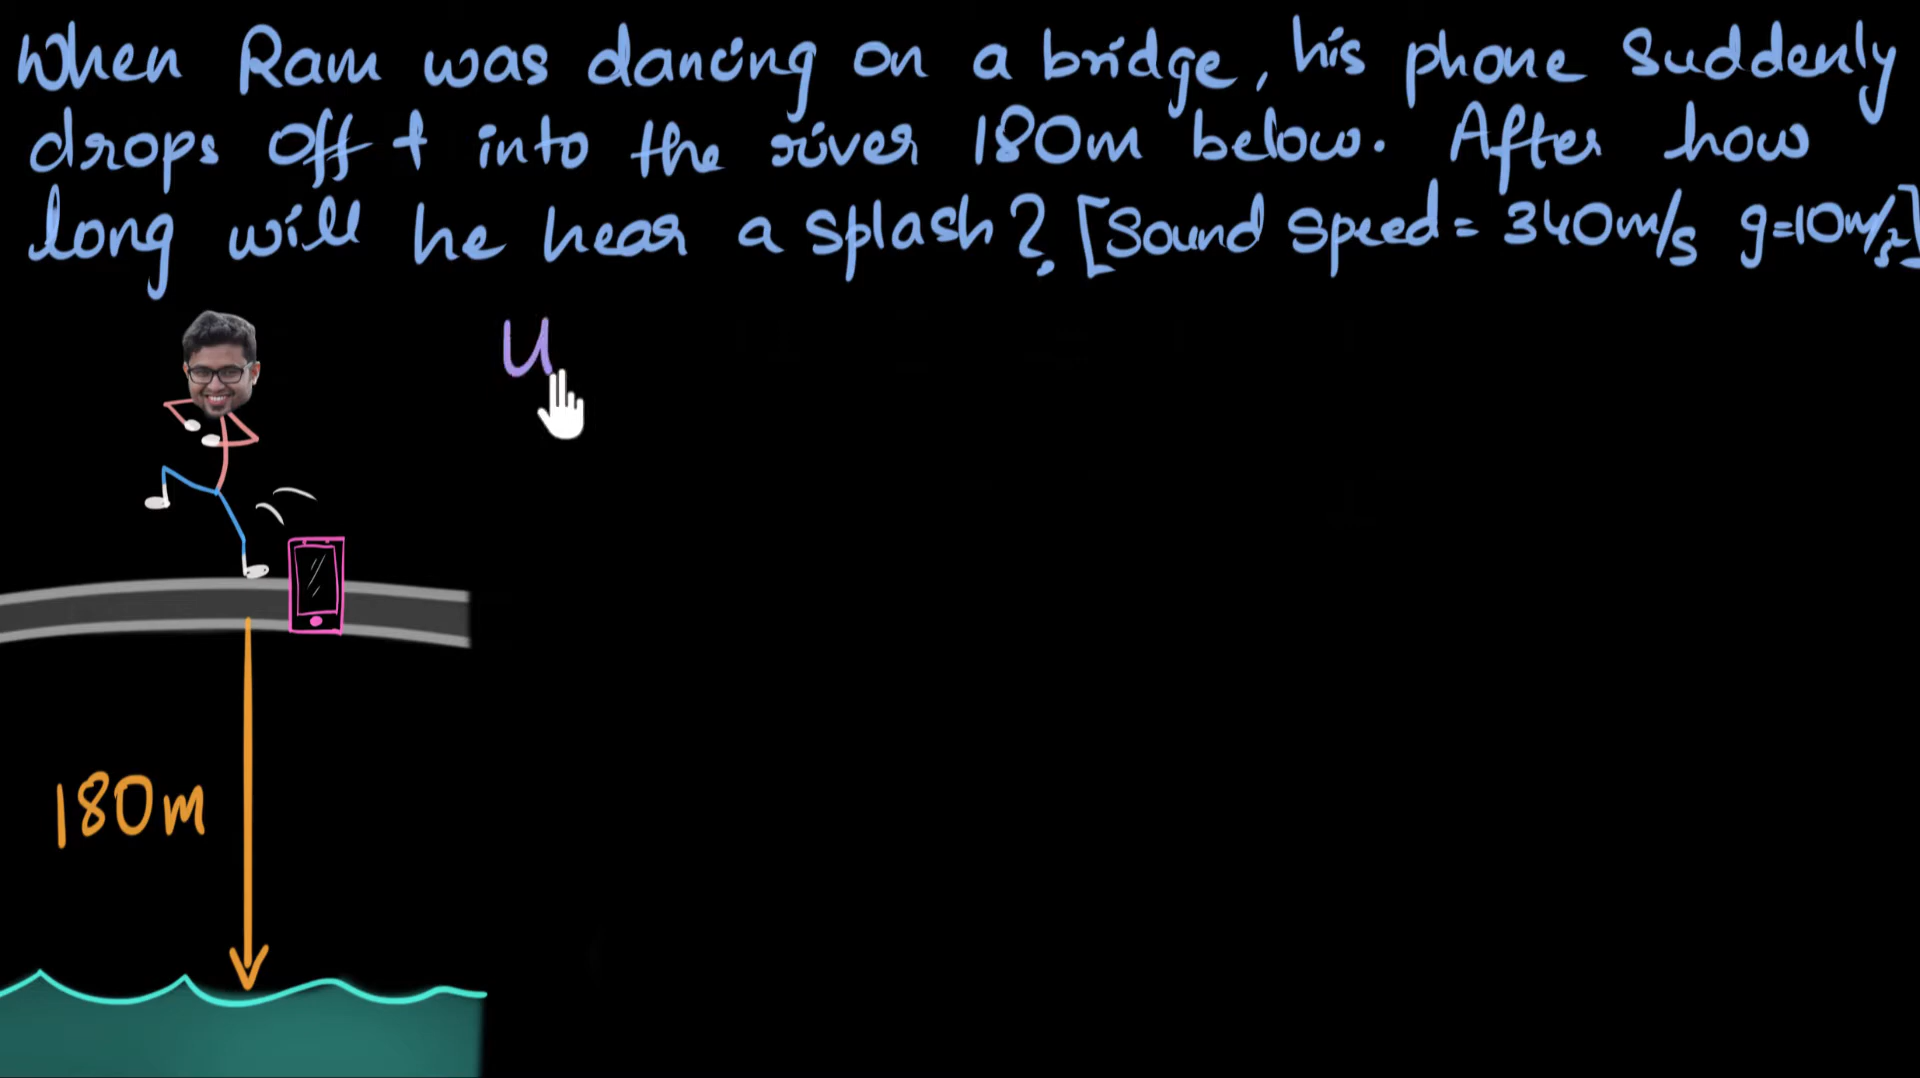 When Ram was dancing on a bridge, his phone suddenly
drops off + into the river 180m below. After how
long will he hear a splash? [Sound speed = 340m/s g=10m/s²]
u
180m